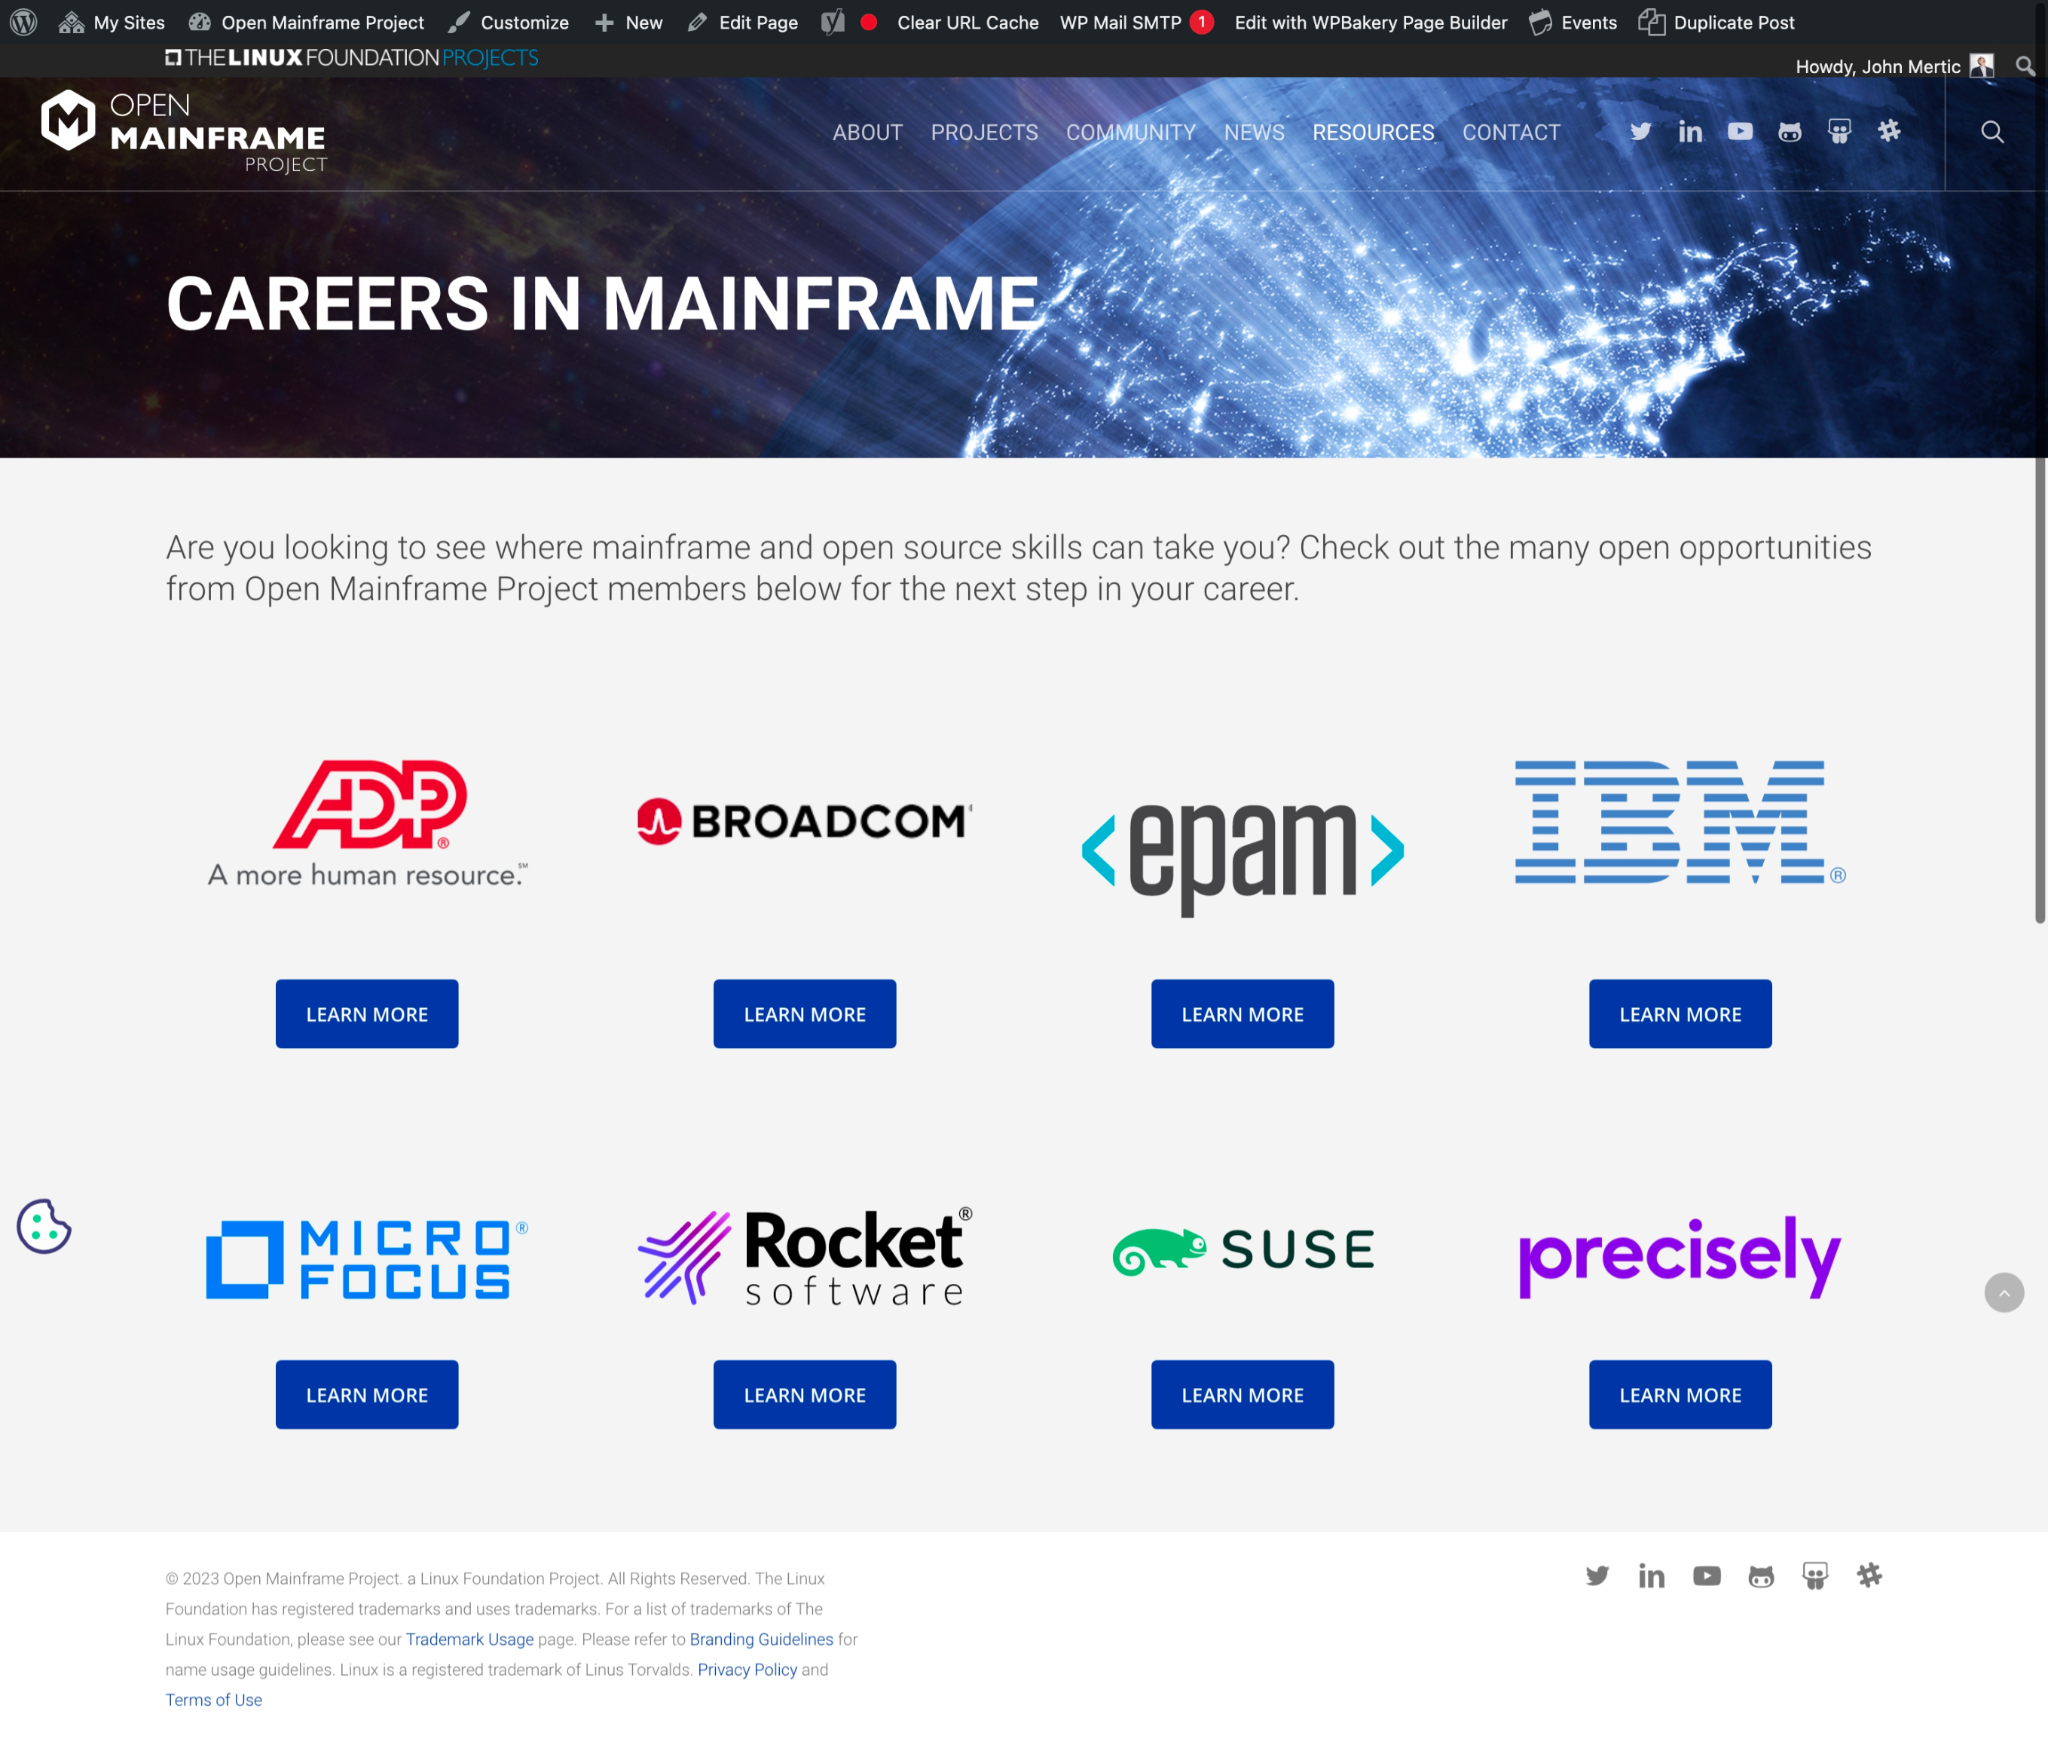 My Sites Open Mainframe Project Customize New Edit Page Clear URL Cache WP Mail SMTP 1 Edit with WPBakery Page Builder Events Duplicate Post
THE LINUX FOUNDATION PROJECTS
Howdy, John Mertic
OPEN
MAINFRAME
PROJECT
ABOUT PROJECTS COMMUNITY NEWS RESOURCES CONTACT
CAREERS IN MAINFRAME
Are you looking to see where mainframe and open source skills can take you? Check out the many open opportunities
from Open Mainframe Project members below for the next step in your career.
ADP®
A more human resource.℠
BROADCOM
<epam>
IBM®
LEARN MORE LEARN MORE LEARN MORE LEARN MORE
MICRO®
FOCUS
Rocket®
software
SUSE
precisely
LEARN MORE LEARN MORE LEARN MORE LEARN MORE
© 2023 Open Mainframe Project. a Linux Foundation Project. All Rights Reserved. The Linux
Foundation has registered trademarks and uses trademarks. For a list of trademarks of The
Linux Foundation, please see our Trademark Usage page. Please refer to Branding Guidelines for
name usage guidelines. Linux is a registered trademark of Linus Torvalds. Privacy Policy and
Terms of Use